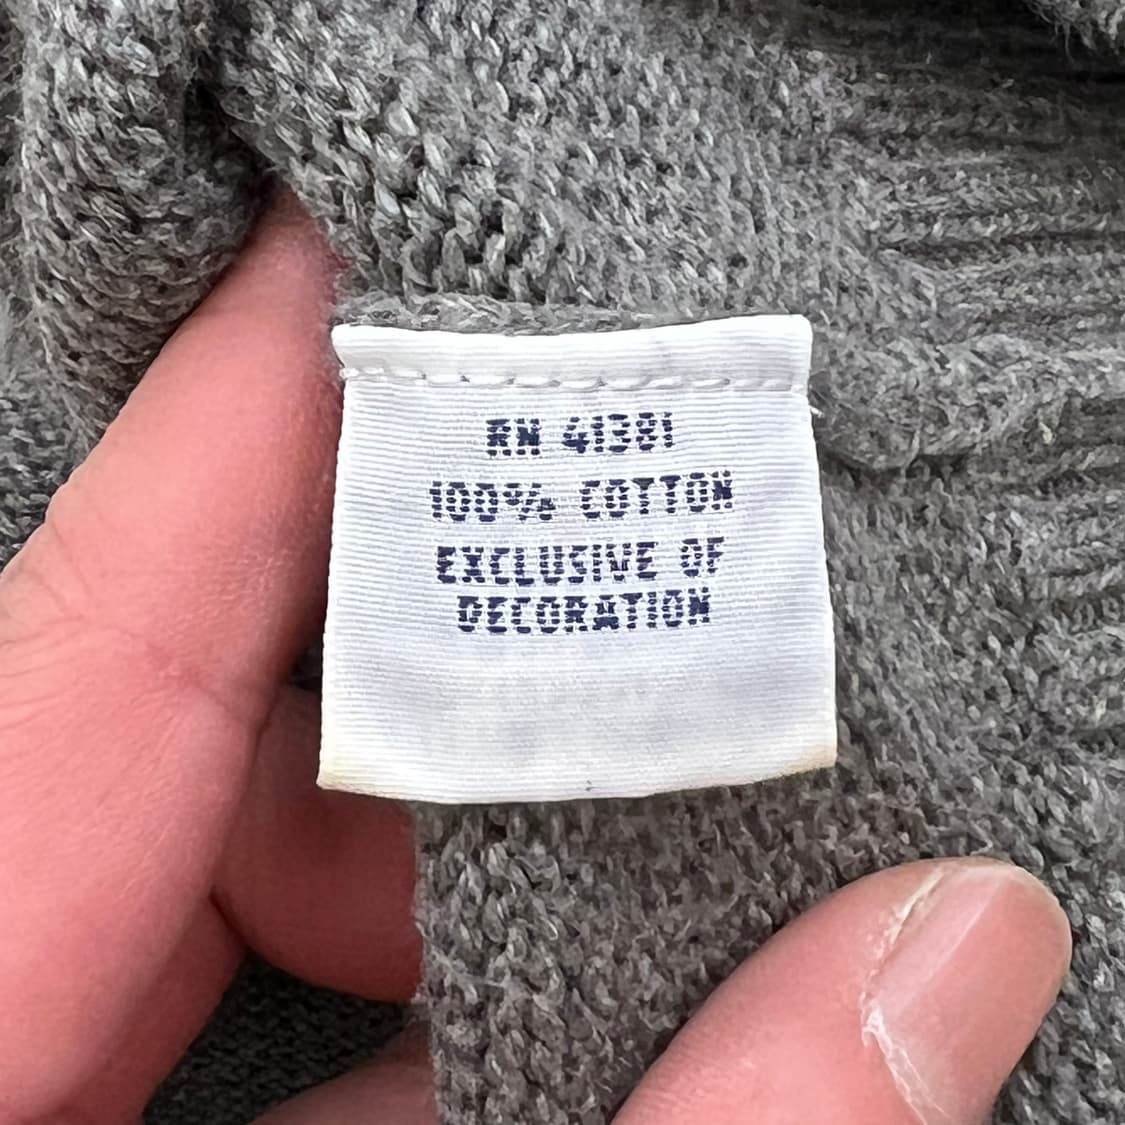 RN 41381
100% COTTON
EXCLUSIVE OF
DECORATION